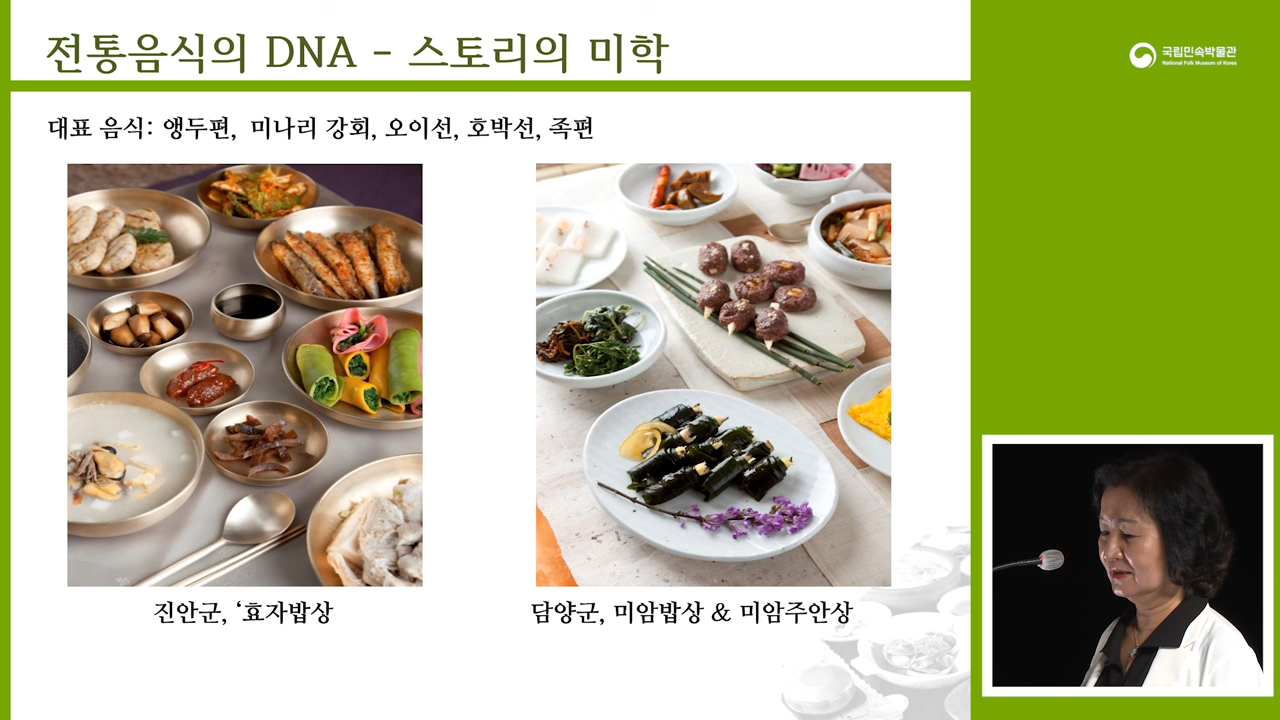 전통음식의 DNA - 스토리의 미학
국립민속박물관
National Folk Museum of Korea
대표 음식: 앵두편, 미나리 강회, 오이선, 호박선, 족편
진안군, ‘효자밥상
담양군, 미암밥상 & 미암주안상